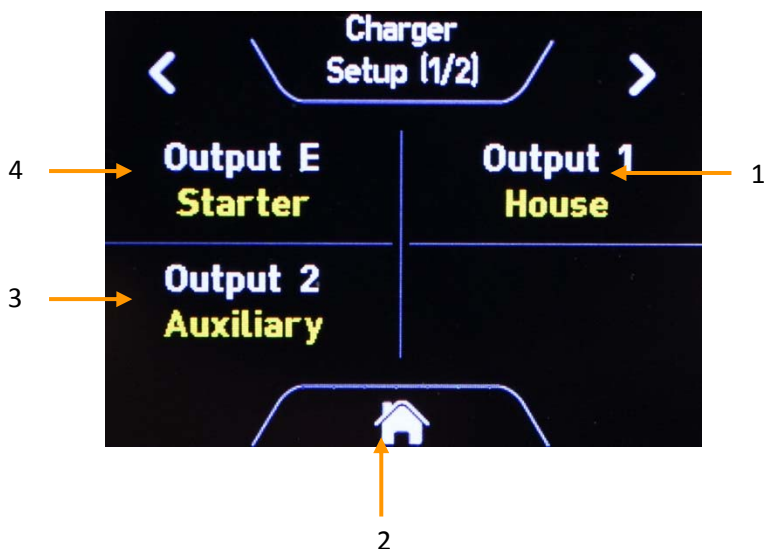 Charger
Setup (1/2)
4
Output E
Starter
Output 1
House
1
3
Output 2
Auxiliary
2